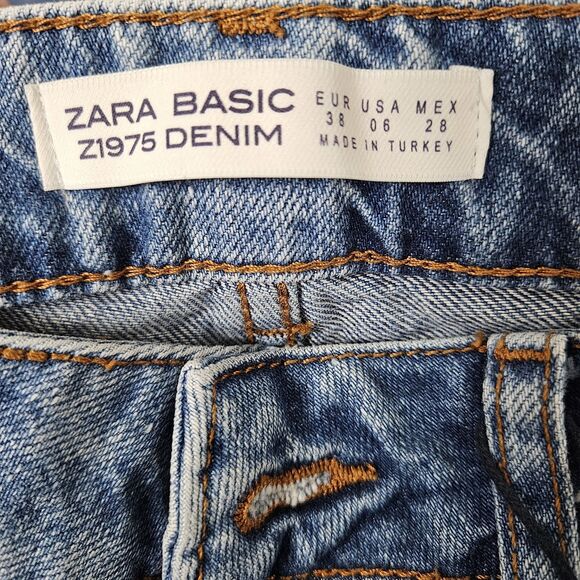 ZARA BASIC
Z1975 DENIM
EUR USA MEX
38 06 28
MADE IN TURKEY